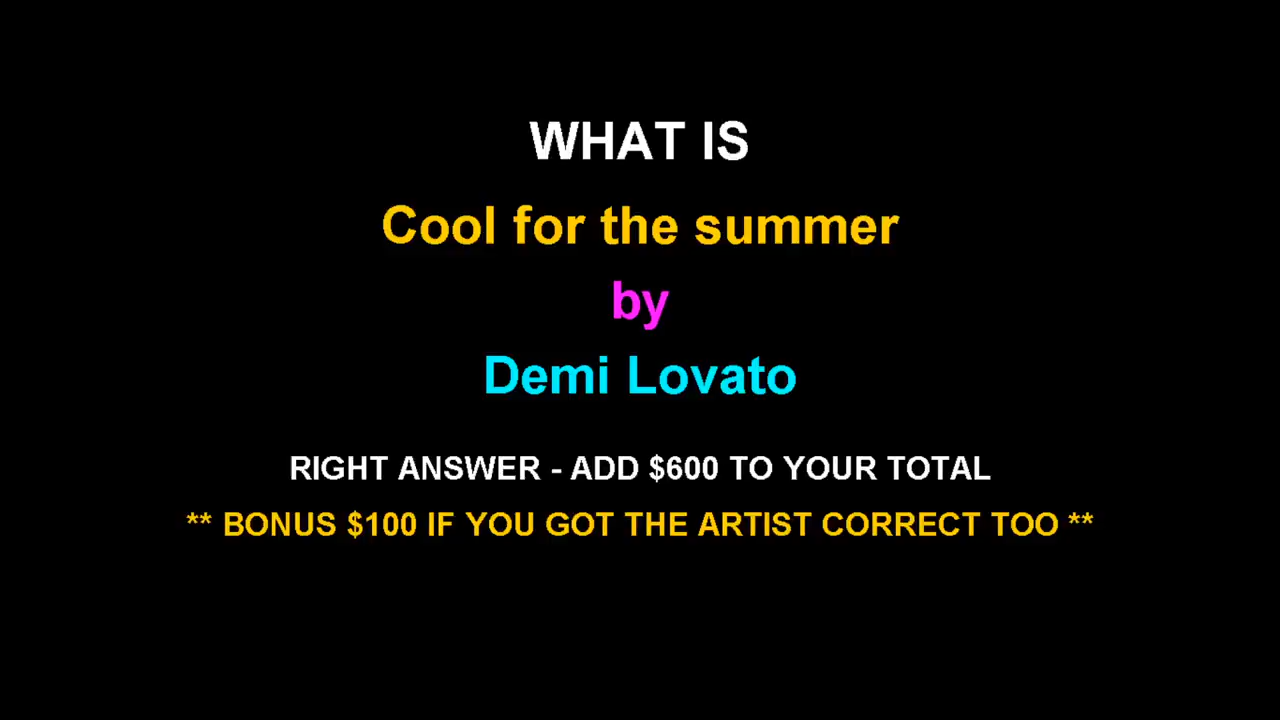 WHAT IS
Cool for the summer
by
Demi Lovato
RIGHT ANSWER - ADD $600 TO YOUR TOTAL
** BONUS $100 IF YOU GOT THE ARTIST CORRECT TOO **